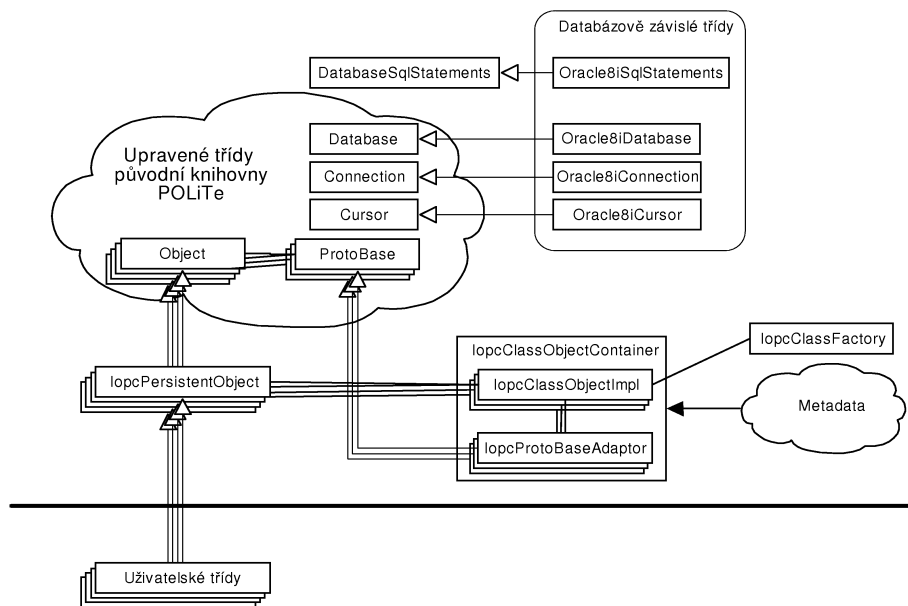 Databázově závislé třídy
DatabaseSqlStatements
Oracle8iSqlStatements
Upravené třídy
původní knihovny
POLiTe
Database
Oracle8iDatabase
Connection
Oracle8iConnection
Cursor
Oracle8iCursor
Object
ProtoBase
IopcClassObjectContainer
IopcClassFactory
IopcPersistentObject
IopcClassObjectImpl
Metadata
IopcProtoBaseAdaptor
Uživatelské třídy